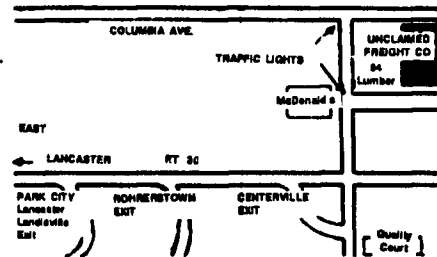 COLUMBIA AVE.
UNCLAIMED
FREIGHT CO
84
Lumber
TRAFFIC LIGHTS
McDonald's
EAST
LANCASTER RT 30
PARK CITY
Lancaster
Landisville
Exit
ROHRERSTOWN
EXIT
CENTERVILLE
EXIT
Quality
Court